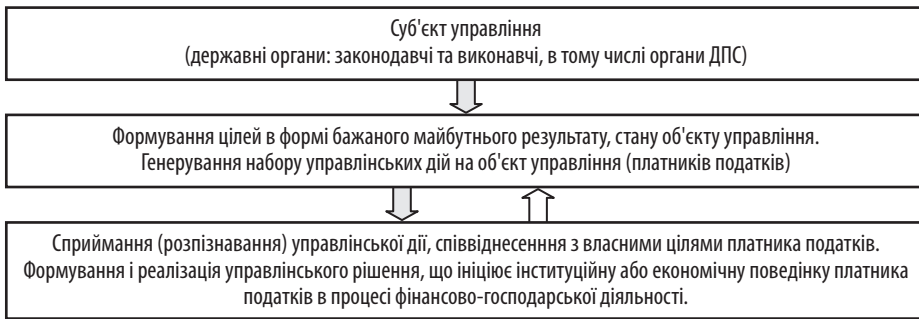 Суб'єкт управління
(державні органи: законодавчі та виконавчі, в тому числі органи ДПС)
Формування цілей в формі бажаного майбутнього результату, стану об'єкту управління.
Генерування набору управлінських дій на об'єкт управління (платників податків)
Сприймання (розпізнавання) управлінської дії, співвіднесенння з власними цілями платника податків.
Формування і реалізація управлінського рішення, що ініціює інституційну або економічну поведінку платника
податків в процесі фінансово-господарської діяльності.